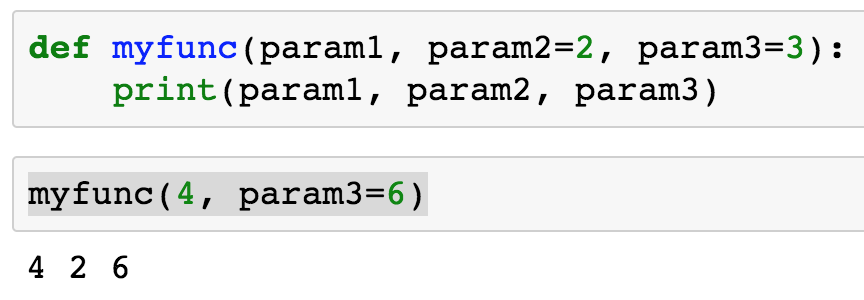 def myfunc(param1, param2=2, param3=3):
    print(param1, param2, param3)
myfunc(4, param3=6)
4 2 6